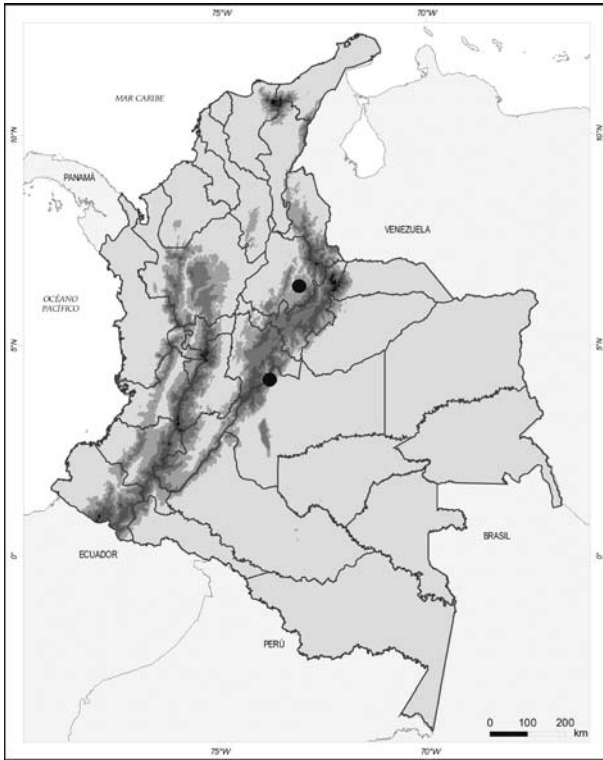 75°W 70°W
MAR CARIBE
10°N 10°N
PANAMÁ
VENEZUELA
OCÉANO
PACÍFICO
5°N 5°N
ECUADOR
BRASIL
0° 0°
PERÚ
0 100 200
km
75°W 70°W